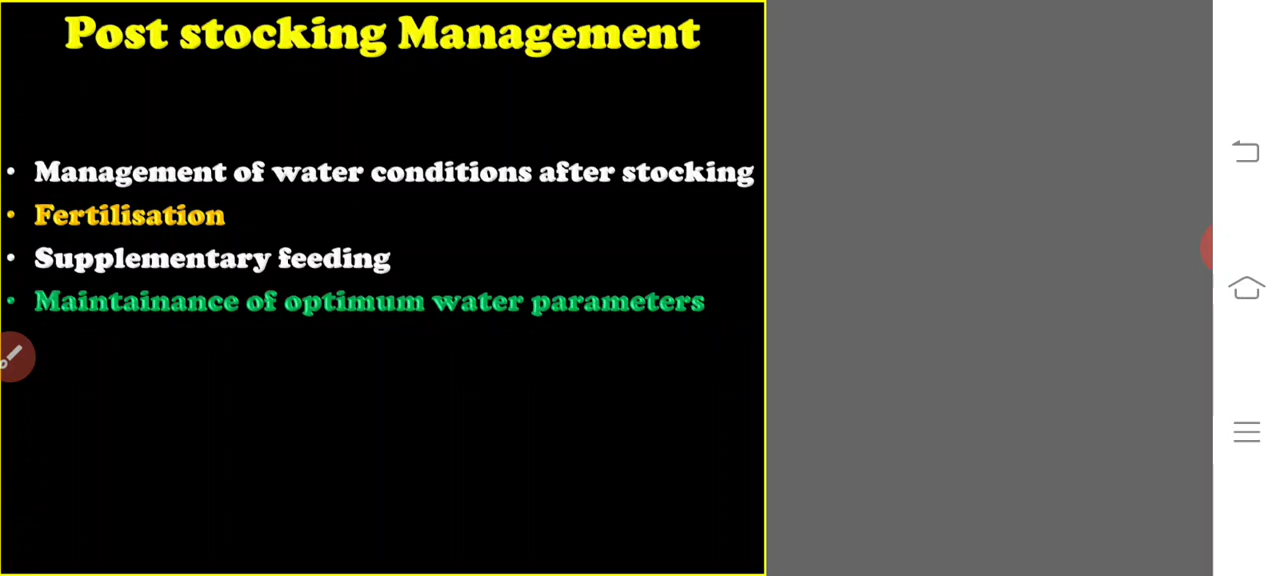 Post stocking Management
• Management of water conditions after stocking
• Fertilisation
• Supplementary feeding
• Maintainance of optimum water parameters